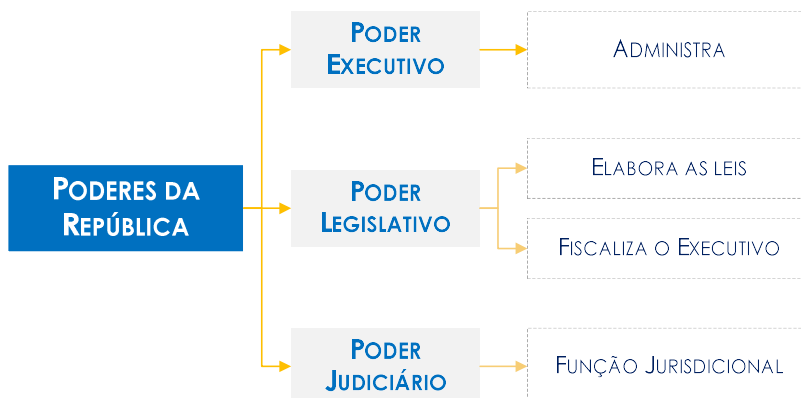 PODERES DA
REPÚBLICA
PODER
EXECUTIVO
ADMINISTRA
PODER
LEGISLATIVO
ELABORA AS LEIS
FISCALIZA O EXECUTIVO
PODER
JUDICIÁRIO
FUNÇÃO JURISDICIONAL